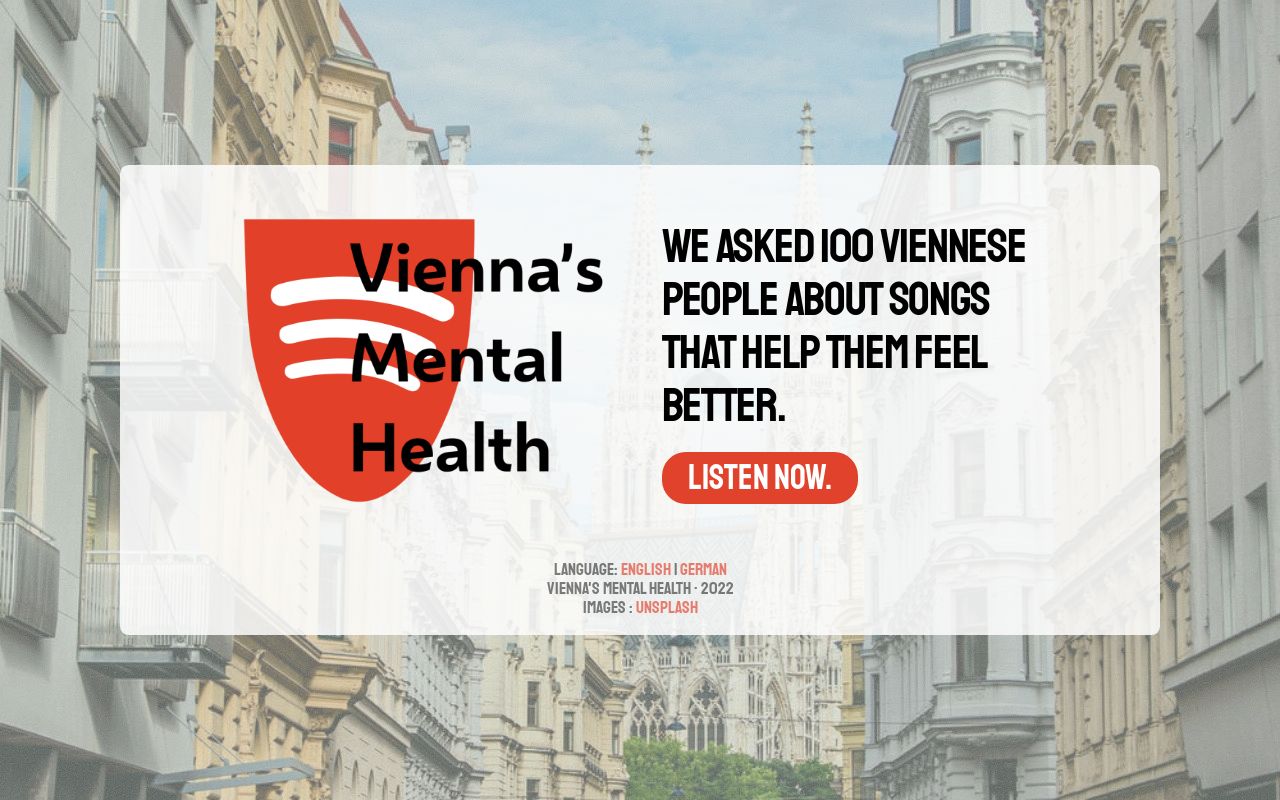 Vienna's
Mental
Health
WE ASKED 100 VIENNESE
PEOPLE ABOUT SONGS
THAT HELP THEM FEEL
BETTER.
LISTEN NOW.
LANGUAGE: ENGLISH | GERMAN
VIENNA'S MENTAL HEALTH · 2022
IMAGES : UNSPLASH